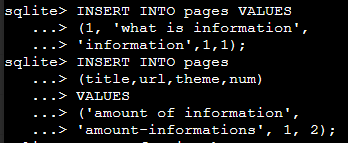 sqlite> INSERT INTO pages VALUES
...> (1, 'what is information',
...> 'information',1,1);
sqlite> INSERT INTO pages
...> (title,url,theme,num)
...> VALUES
...> ('amount of information',
...> 'amount-informations', 1, 2);